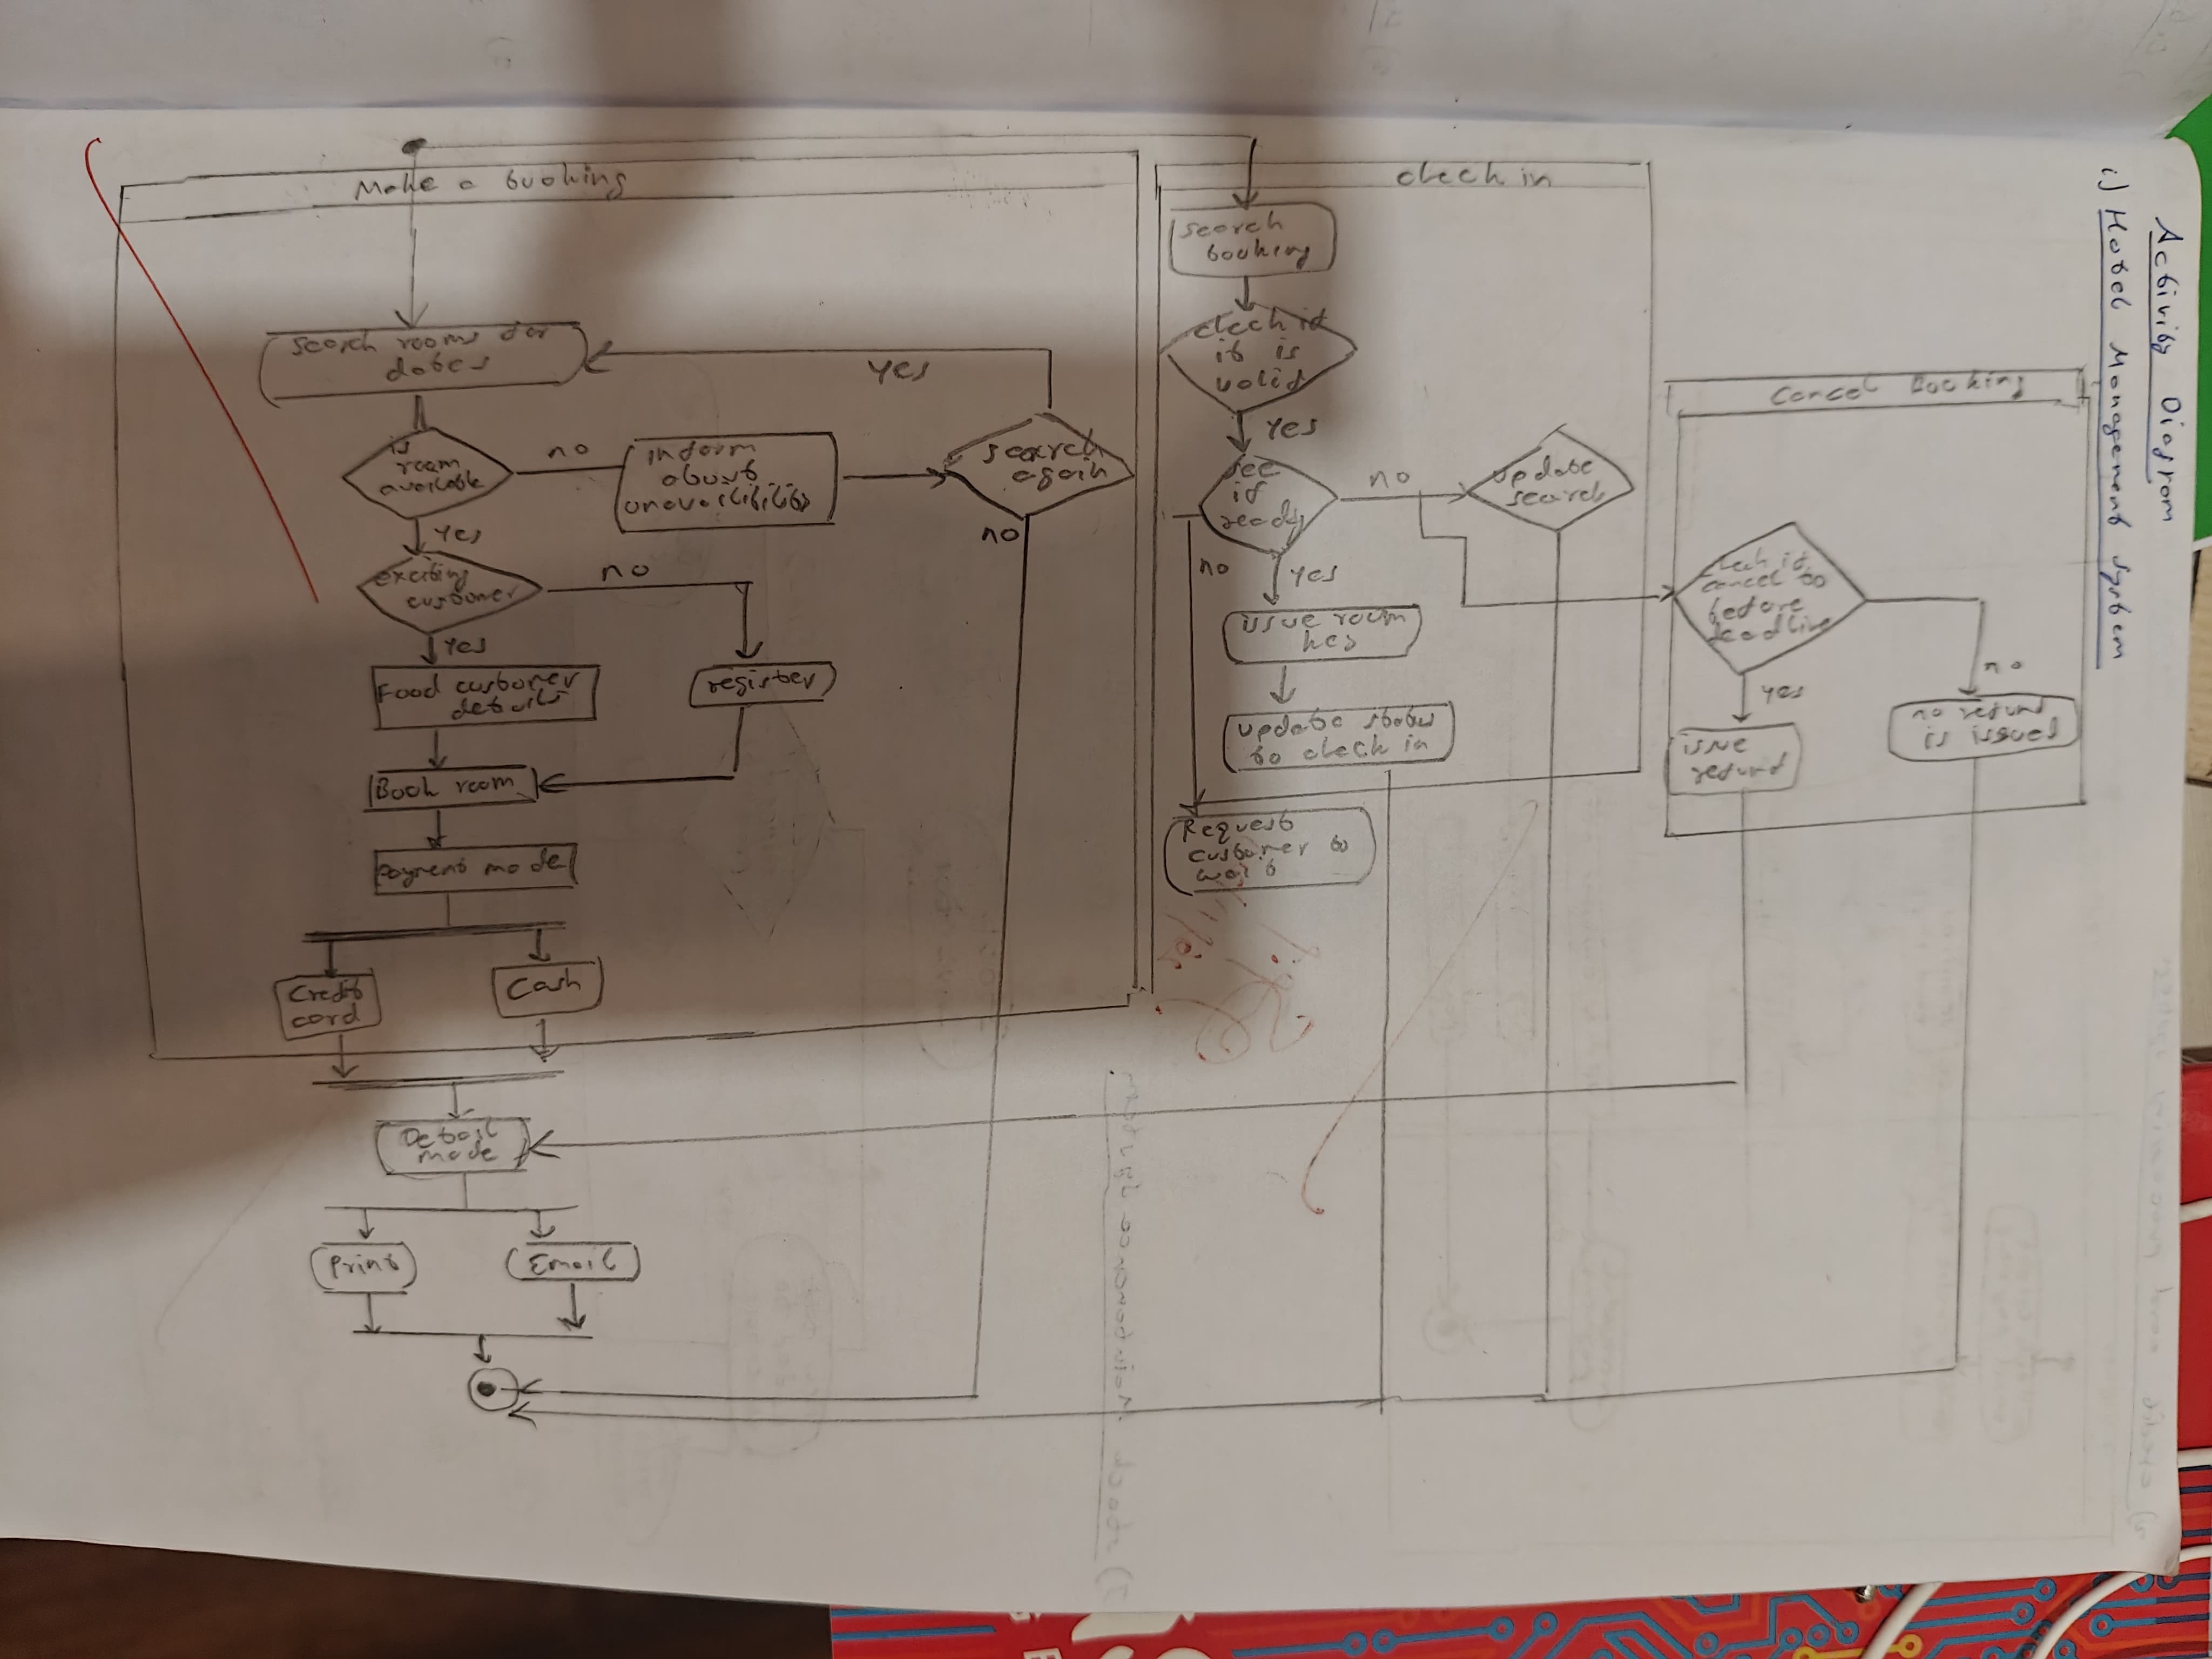 Activity Diagram
i) Hotel Management System
Make a booking
Search rooms for
dates
yes
is
room
available
no
inform
about
unavailibility
search
again
no
yes
exciting
customer
no
yes
Food customer
details
register
Book room
Payment mode
Credit
card
Cash
Detail
mode
Print
Email
check in
search
booking
check if
it is
valid
yes
see
if
ready
no
update
search
no
yes
issue room
key
update status
to check in
Request
customer to
wait
Cancel Booking
check if
cancel to
before
deadline
no
yes
issue
refund
no refund
is issued